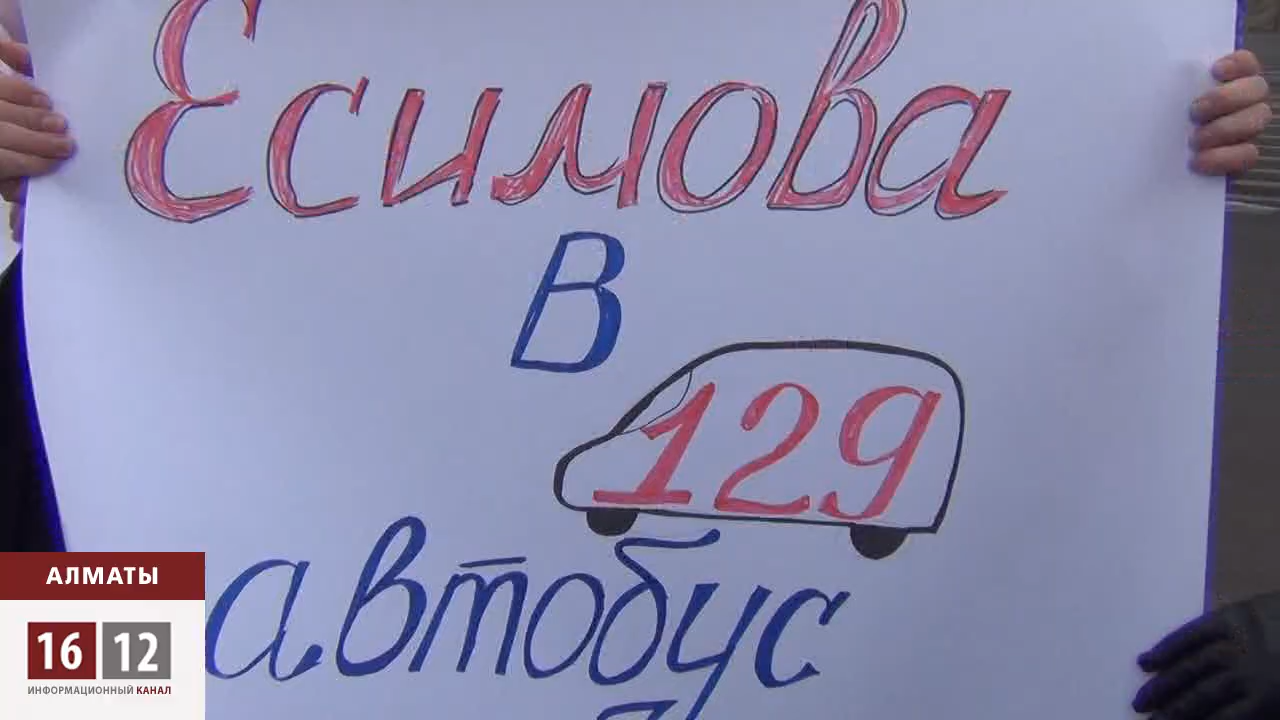 Есимова
в
129
автобус
АЛМАТЫ
16 12
ИНФОРМАЦИОННЫЙ КАНАЛ